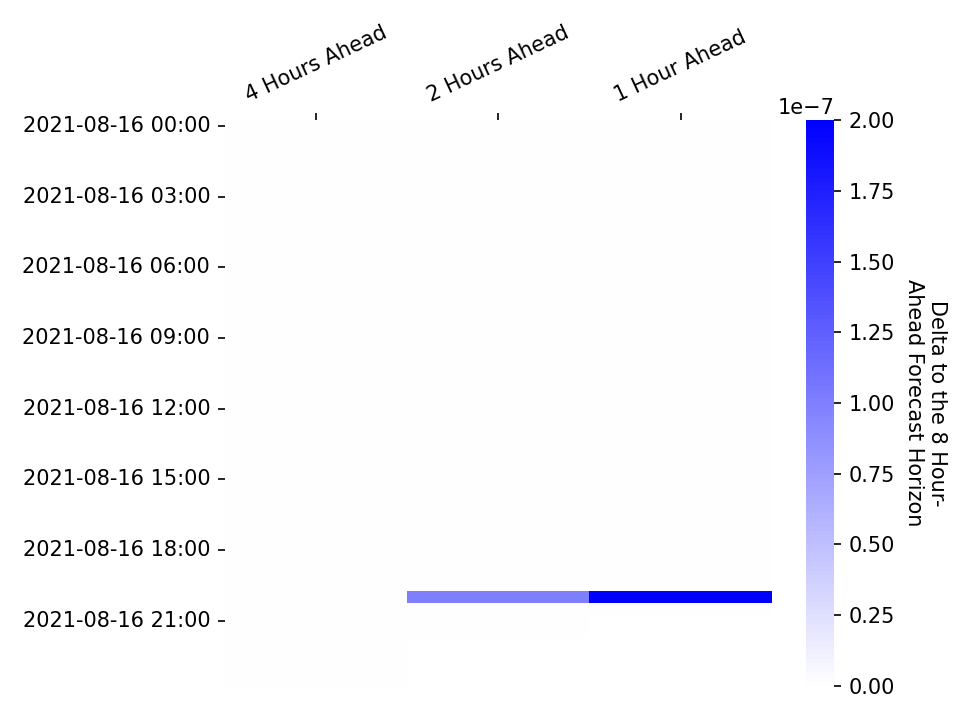 4 Hours Ahead
2 Hours Ahead
1 Hour Ahead
2021-08-16 00:00
2021-08-16 03:00
2021-08-16 06:00
2021-08-16 09:00
2021-08-16 12:00
2021-08-16 15:00
2021-08-16 18:00
2021-08-16 21:00
1e−7
2.00
1.75
1.50
1.25
1.00
0.75
0.50
0.25
0.00
Delta to the 8 Hour-
Ahead Forecast Horizon